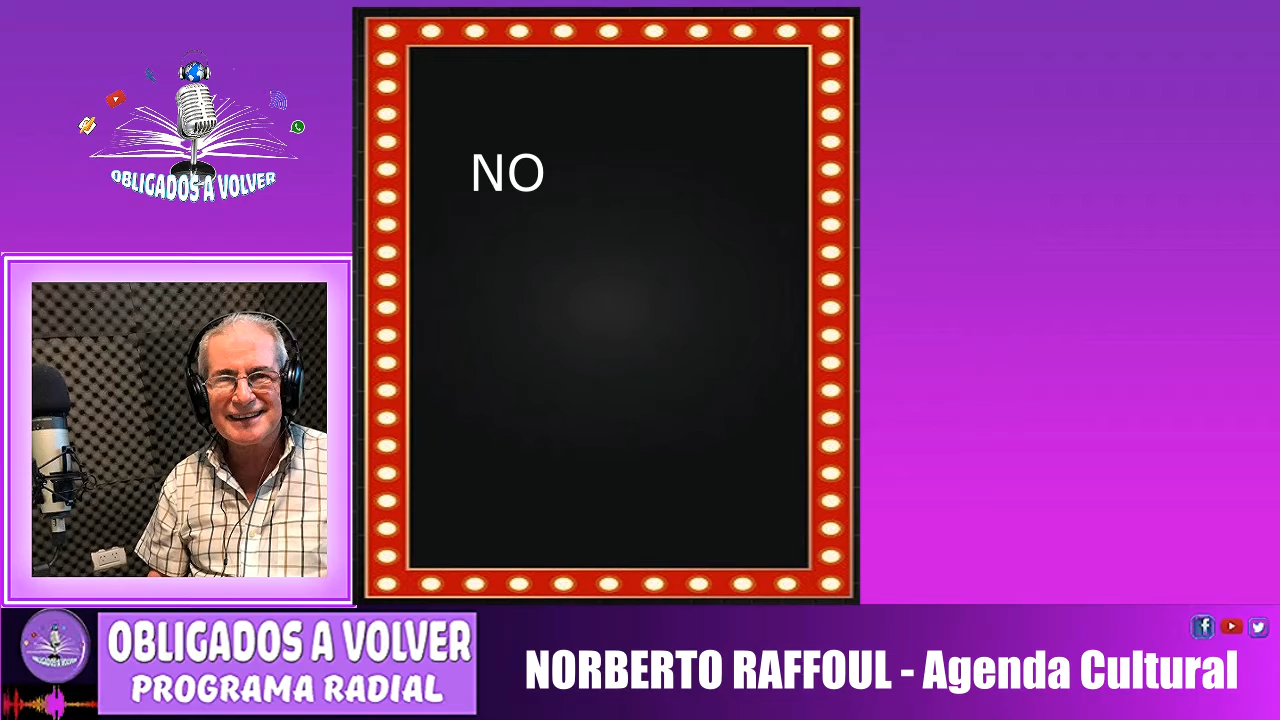 OBLIGADOS A VOLVER
NO
OBLIGADOS A VOLVER
PROGRAMA RADIAL
NORBERTO RAFFOUL - Agenda Cultural